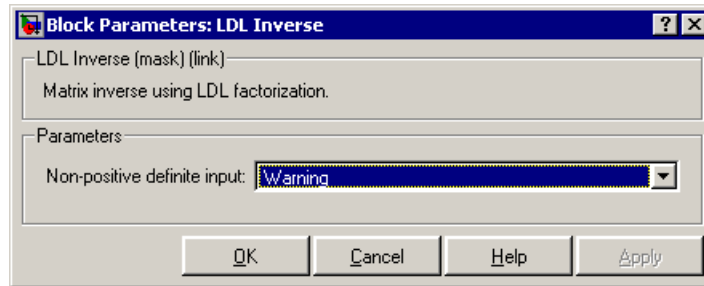 Block Parameters: LDL Inverse
LDL Inverse (mask) (link)
Matrix inverse using LDL factorization.
Parameters
Non-positive definite input: Warning
OK Cancel Help Apply